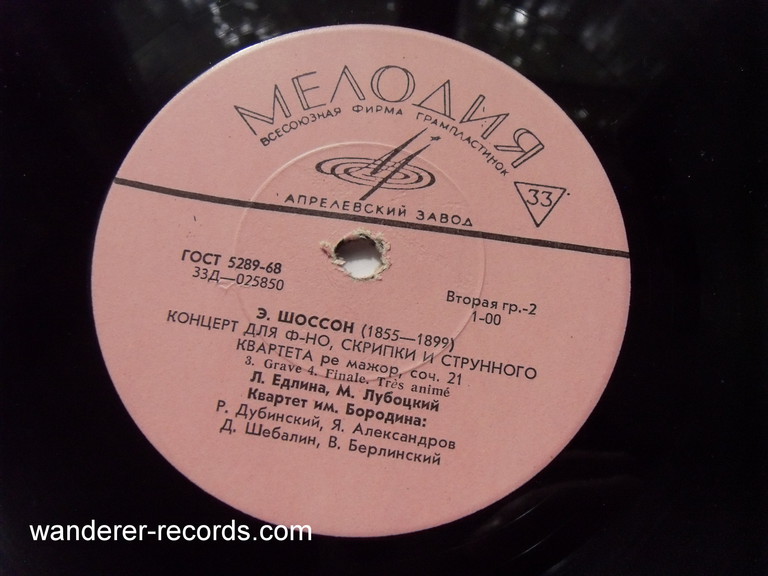 МЕЛОДИЯ
ВСЕСОЮЗНАЯ ФИРМА ГРАМПЛАСТИНОК
33
АПРЕЛЕВСКИЙ ЗАВОД
ГОСТ 5289-68
33Д—025850
Вторая гр.-2
1-00
Э. ШОССОН (1855—1899)
КОНЦЕРТ ДЛЯ Ф-НО, СКРИПКИ И СТРУННОГО
КВАРТЕТА ре мажор, соч. 21
3. Grave 4. Finale. Très animé
Л. Едлина, М. Лубоцкий
Квартет им. Бородина:
Р. Дубинский, Я. Александров
Д. Шебалин, В. Берлинский
wanderer-records.com